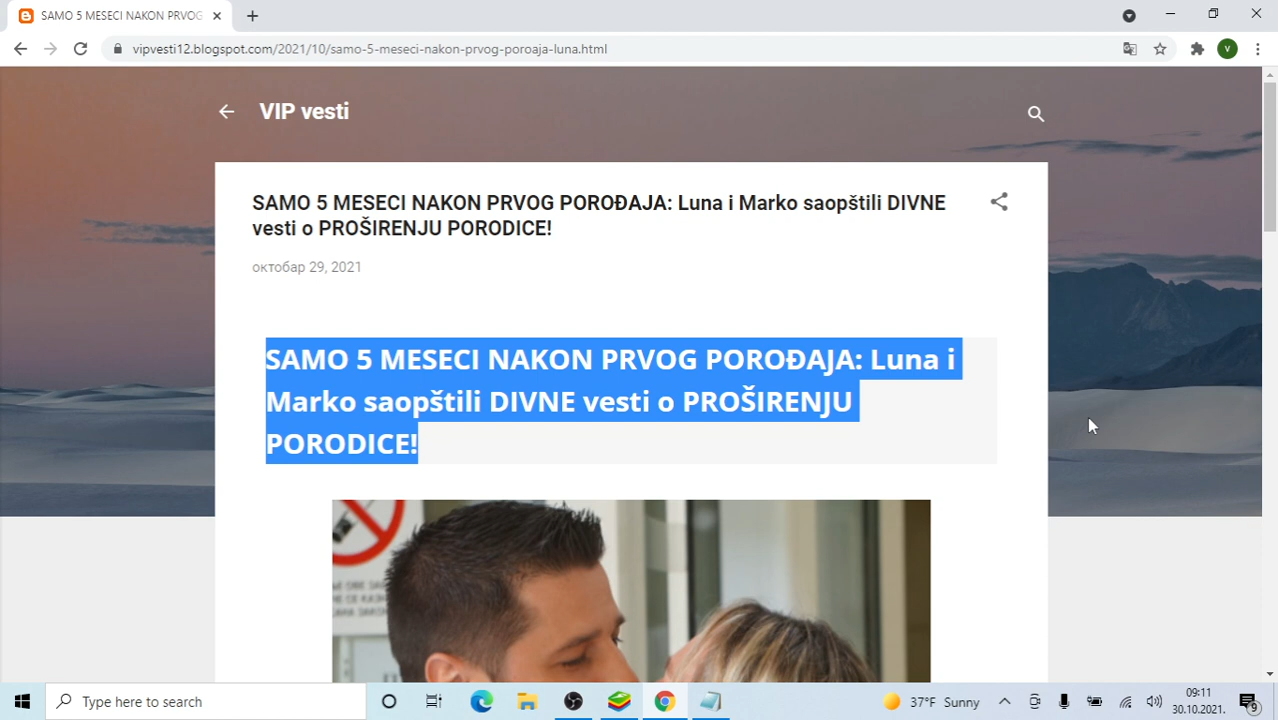 SAMO 5 MESECI NAKON PRVOG
vipvesti12.blogspot.com/2021/10/samo-5-meseci-nakon-prvog-poroaja-luna.html
V
VIP vesti
SAMO 5 MESECI NAKON PRVOG POROĐAJA: Luna i Marko saopštili DIVNE
vesti o PROŠIRENJU PORODICE!
октобар 29, 2021
SAMO 5 MESECI NAKON PRVOG POROĐAJA: Luna i
Marko saopštili DIVNE vesti o PROŠIRENJU
PORODICE!
Type here to search
37°F Sunny
09:11
30.10.2021.
9